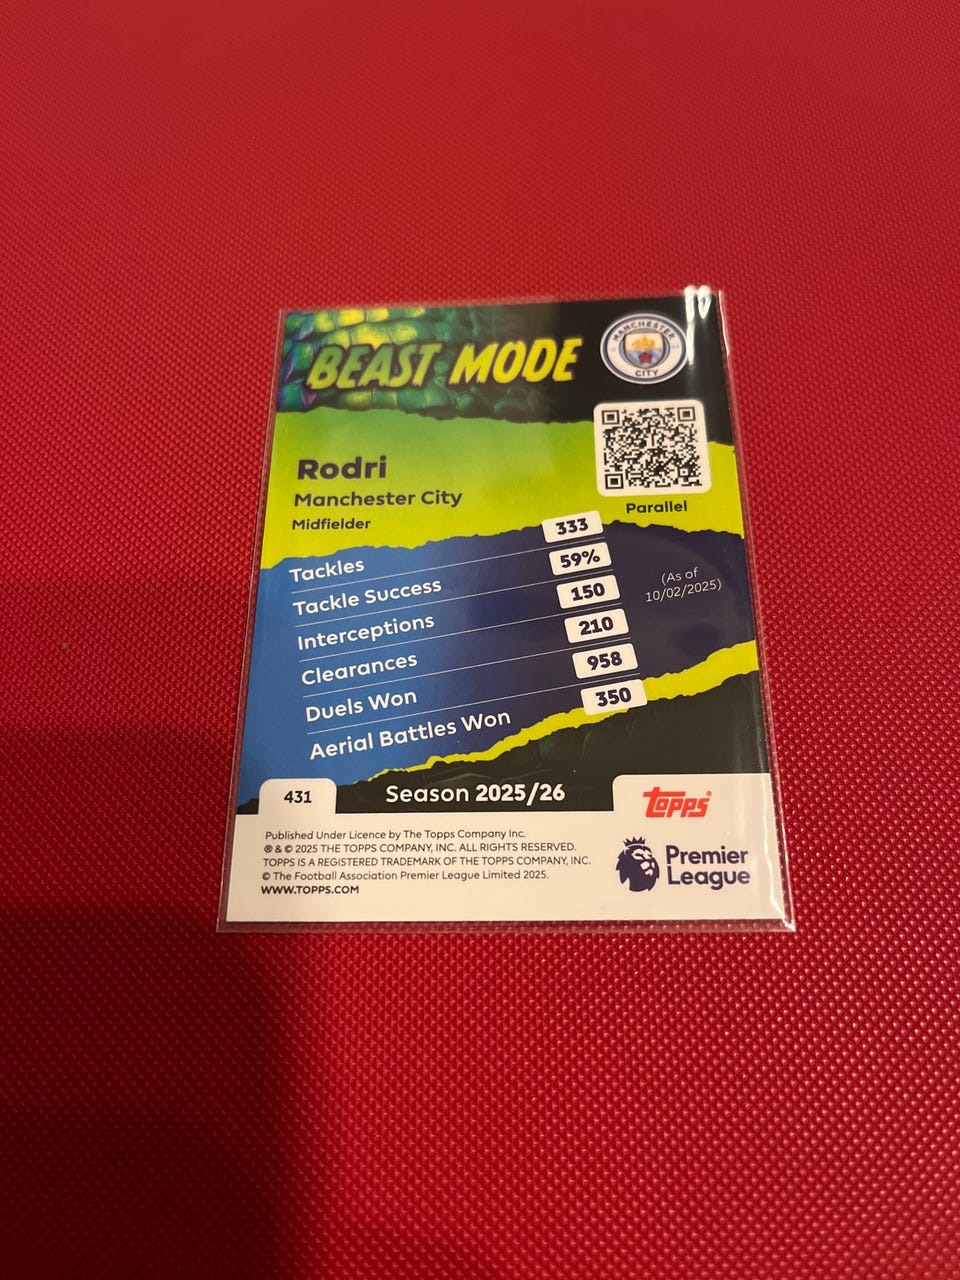 BEAST MODE
MANCHESTER
CITY
Rodri
Manchester City
Midfielder
Parallel
Tackles 333
Tackle Success 59%
Interceptions 150
Clearances 210
Duels Won 958
Aerial Battles Won 350
(As of
10/02/2025)
431
Season 2025/26
Topps®
Published Under Licence by The Topps Company Inc.
® & © 2025 THE TOPPS COMPANY, INC. ALL RIGHTS RESERVED.
TOPPS IS A REGISTERED TRADEMARK OF THE TOPPS COMPANY, INC.
© The Football Association Premier League Limited 2025.
WWW.TOPPS.COM
Premier
League